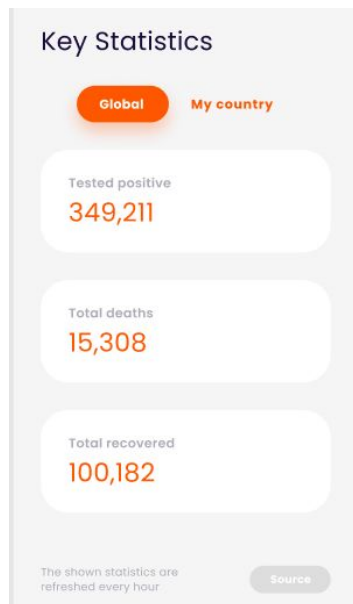 Key Statistics
Global My country
Tested positive
349,211
Total deaths
15,308
Total recovered
100,182
The shown statistics are
refreshed every hour
Source